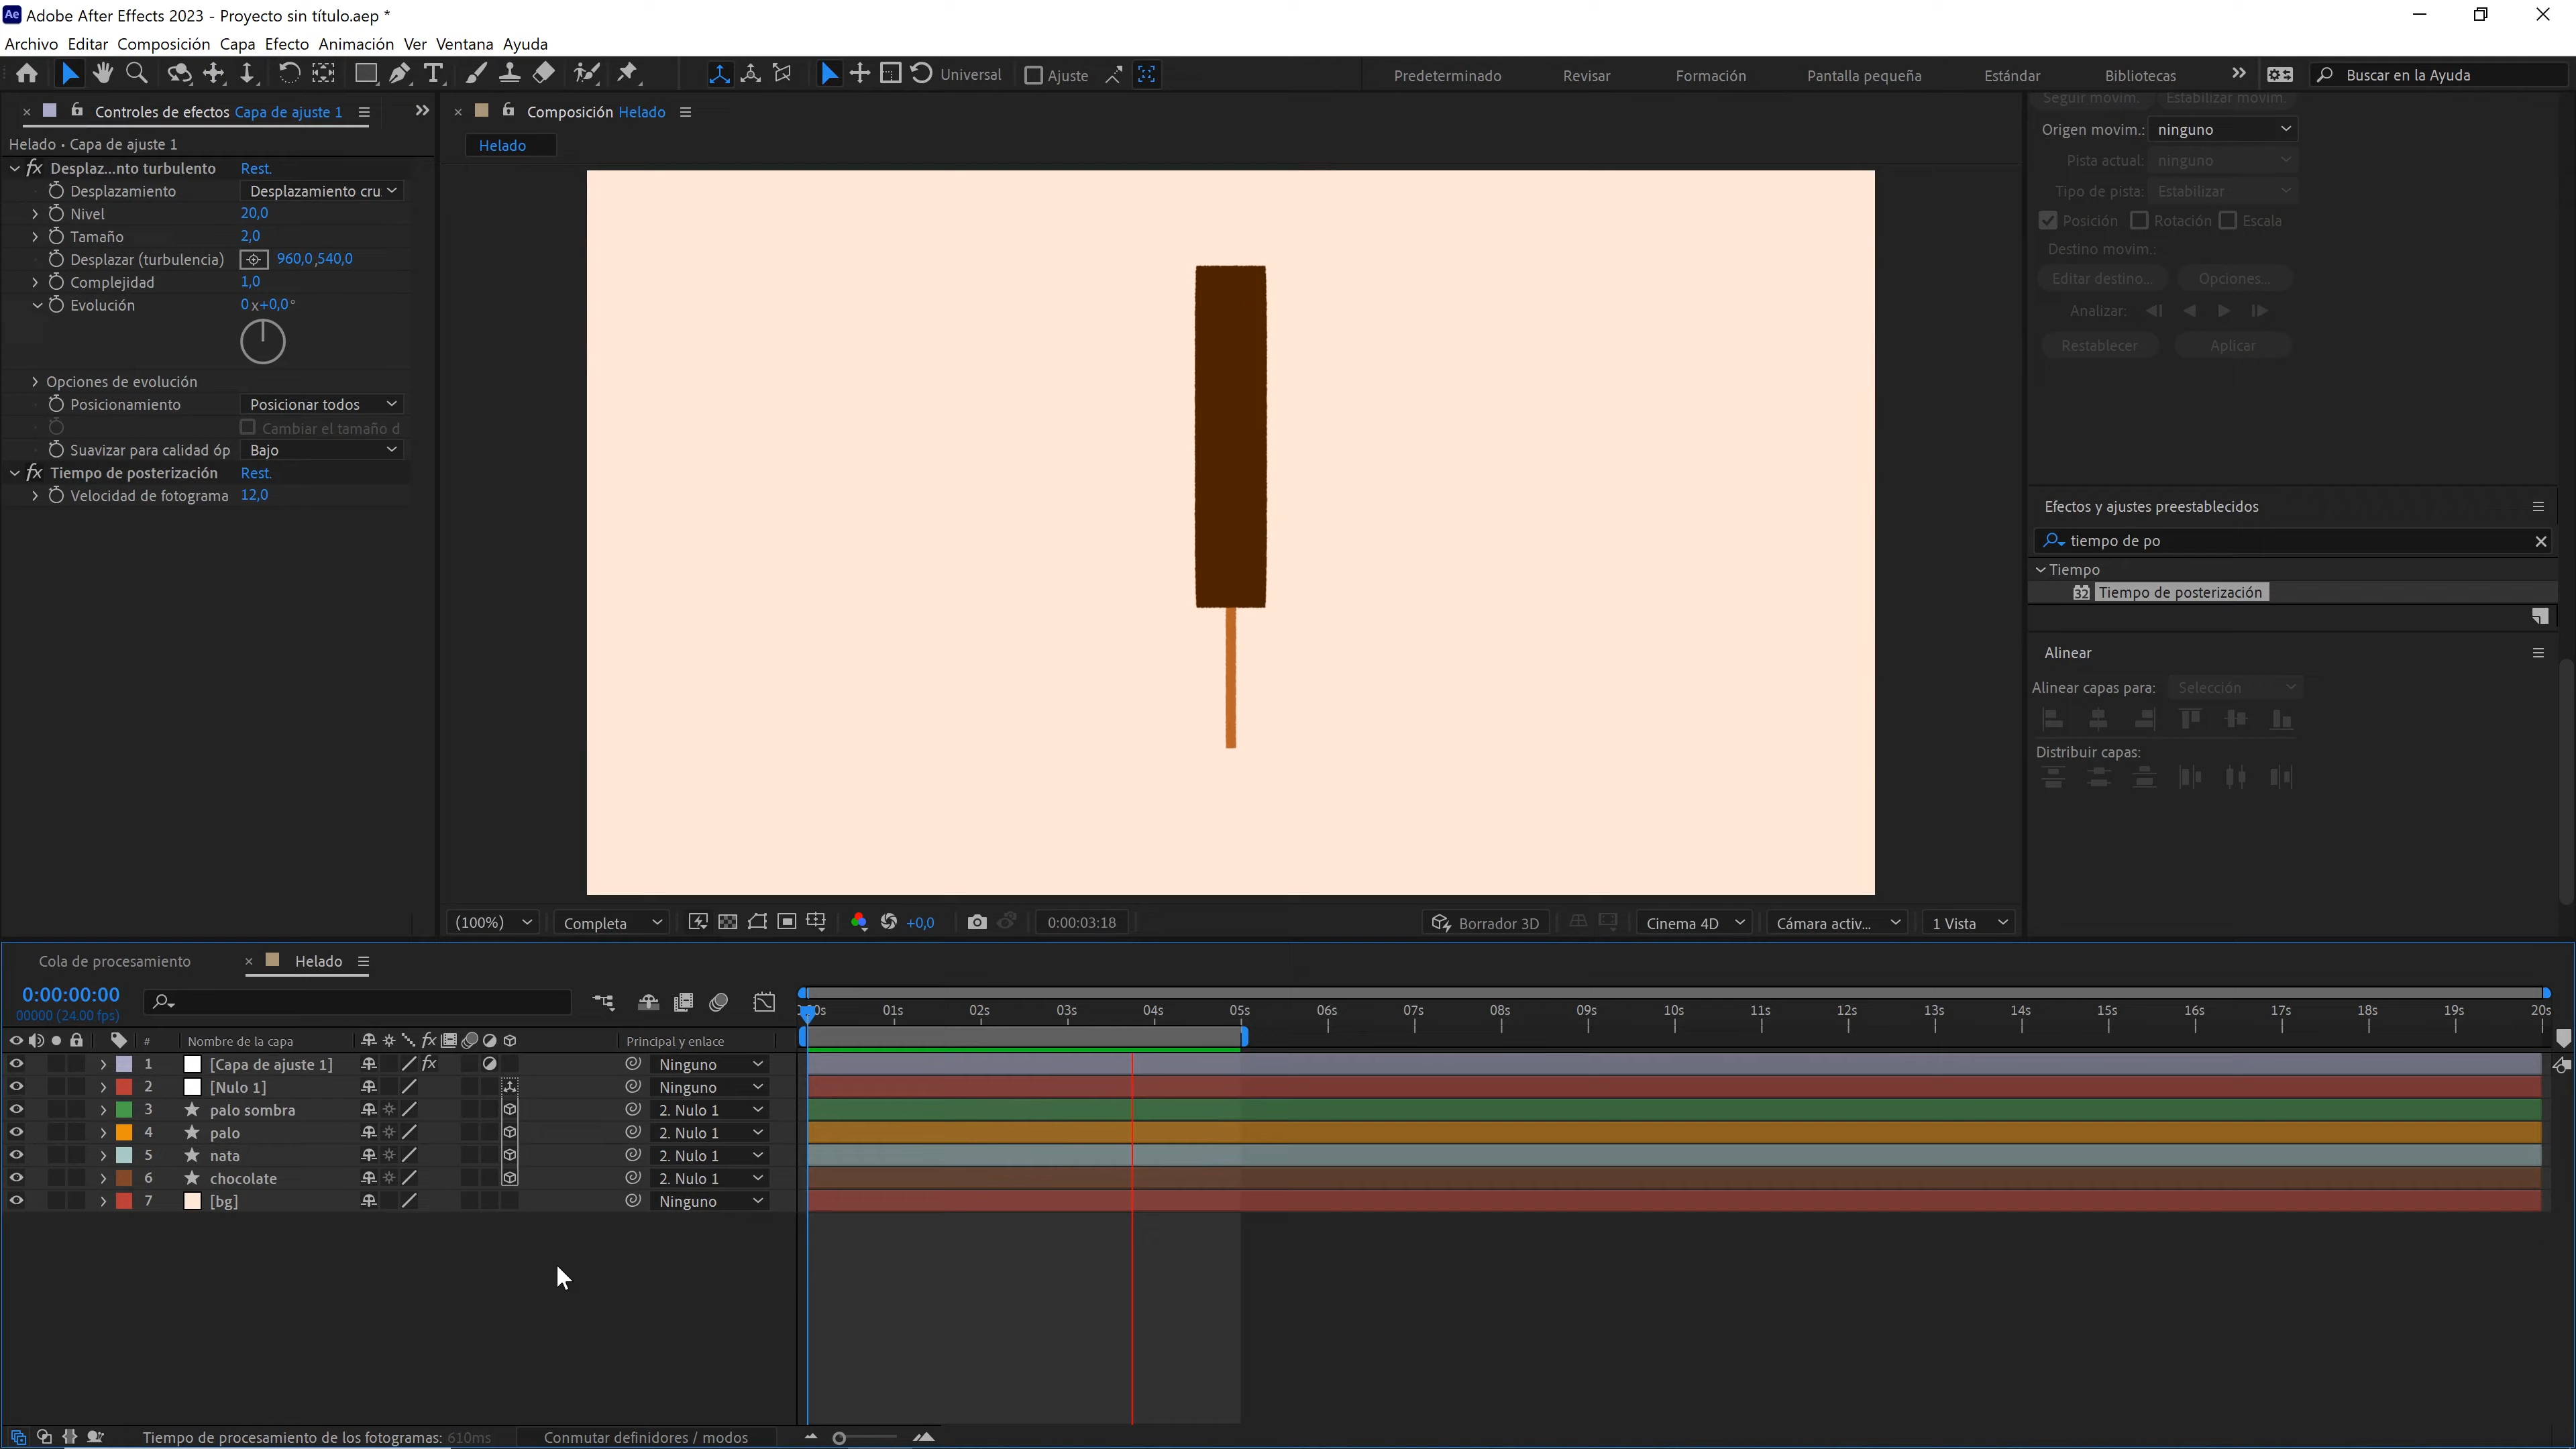 Adobe After Effects 2023 - Proyecto sin título.aep *
Archivo Editar Composición Capa Efecto Animación Ver Ventana Ayuda
Universal Ajuste Predeterminado Revisar Formación Pantalla pequeña Estándar Bibliotecas Buscar en la Ayuda
Controles de efectos Capa de ajuste 1
Helado • Capa de ajuste 1
Desplaz...nto turbulento Rest.
Desplazamiento Desplazamiento cru
Nivel 20,0
Tamaño 2,0
Desplazar (turbulencia) 960,0,540,0
Complejidad 1,0
Evolución 0 x+0,0°
Opciones de evolución
Posicionamiento Posicionar todos
Cambiar el tamaño d
Suavizar para calidad óp Bajo
Tiempo de posterización Rest.
Velocidad de fotograma 12,0
Composición Helado
Helado
(100%) Completa +0,0 0:00:03:18 Borrador 3D Cinema 4D Cámara activ... 1 Vista
Seguir movim. Estabilizar movim.
Origen movim.: ninguno
Pista actual: ninguno
Tipo de pista: Estabilizar
Posición Rotación Escala
Destino movim.:
Editar destino... Opciones...
Analizar:
Restablecer Aplicar
Efectos y ajustes preestablecidos
tiempo de po
Tiempo
32 Tiempo de posterización
Alinear
Alinear capas para: Selección
Distribuir capas:
Cola de procesamiento Helado
0:00:00:00
00000 (24.00 fps)
0s 01s 02s 03s 04s 05s 06s 07s 08s 09s 10s 11s 12s 13s 14s 15s 16s 17s 18s 19s 20s
# Nombre de la capa fx Principal y enlace
1 [Capa de ajuste 1] fx Ninguno
2 [Nulo 1] Ninguno
3 palo sombra 2. Nulo 1
4 palo 2. Nulo 1
5 nata 2. Nulo 1
6 chocolate 2. Nulo 1
7 [bg] Ninguno
Tiempo de procesamiento de los fotogramas: 610ms Conmutar definidores / modos